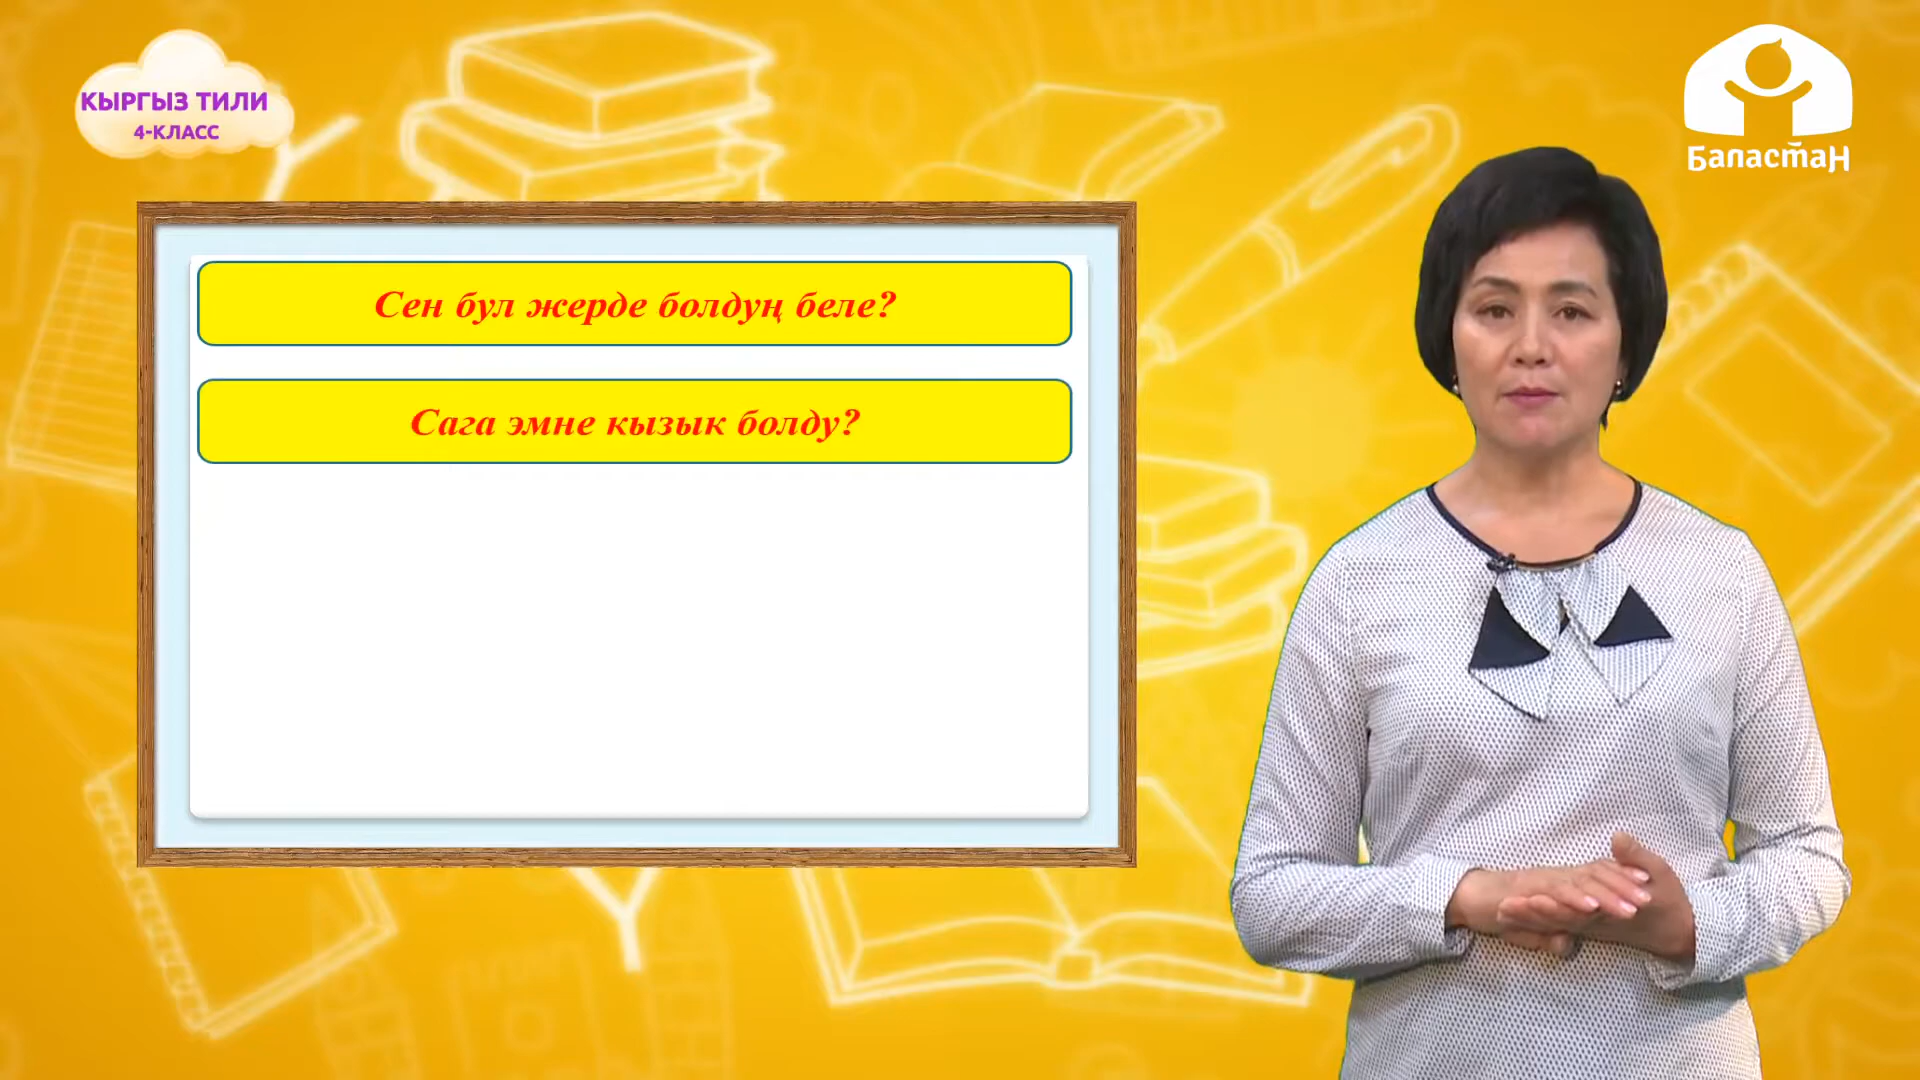 КЫРГЫЗ ТИЛИ
4-КЛАСС
Баластан
Сен бул жерде болдуң беле?
Сага эмне кызык болду?